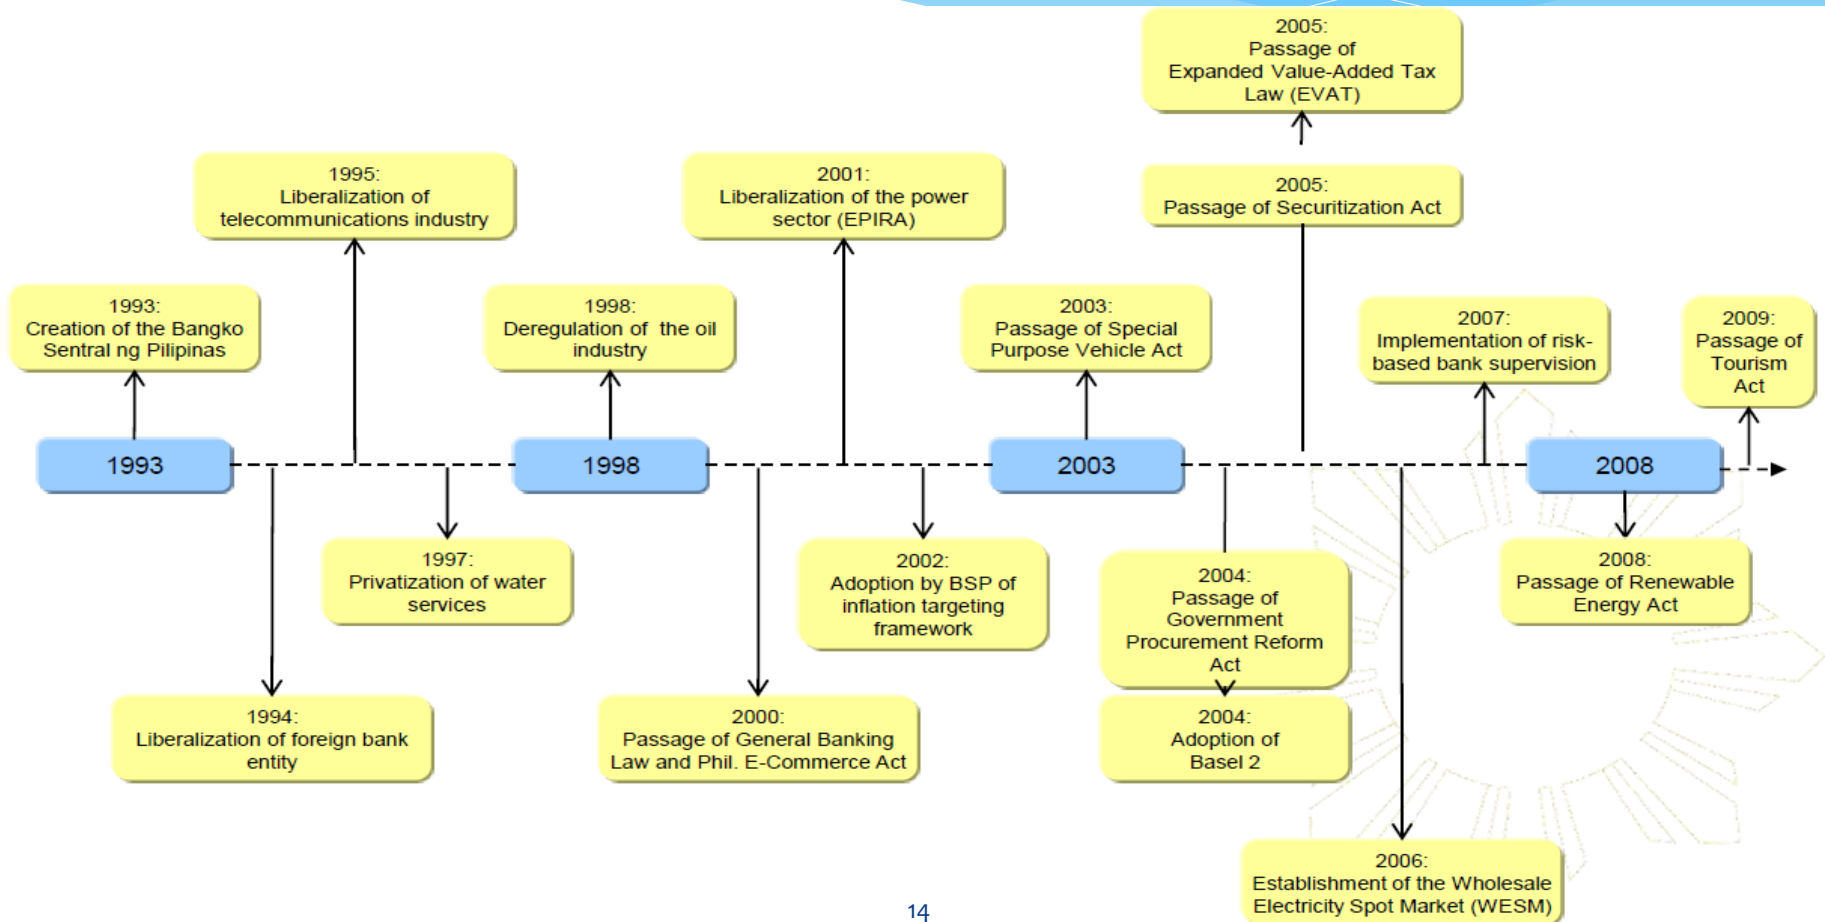 2005:
Passage of
Expanded Value-Added Tax
Law (EVAT)
1995:
Liberalization of
telecommunications industry
2001:
Liberalization of the power
sector (EPIRA)
2005:
Passage of Securitization Act
1993:
Creation of the Bangko
Sentral ng Pilipinas
1998:
Deregulation of the oil
industry
2003:
Passage of Special
Purpose Vehicle Act
2007:
Implementation of risk-
based bank supervision
2009:
Passage of
Tourism
Act
1993
1998
2003
2008
1997:
Privatization of water
services
2002:
Adoption by BSP of
inflation targeting
framework
2004:
Passage of
Government
Procurement Reform
Act
2008:
Passage of Renewable
Energy Act
1994:
Liberalization of foreign bank
entity
2000:
Passage of General Banking
Law and Phil. E-Commerce Act
2004:
Adoption of
Basel 2
2006:
Establishment of the Wholesale
Electricity Spot Market (WESM)
14